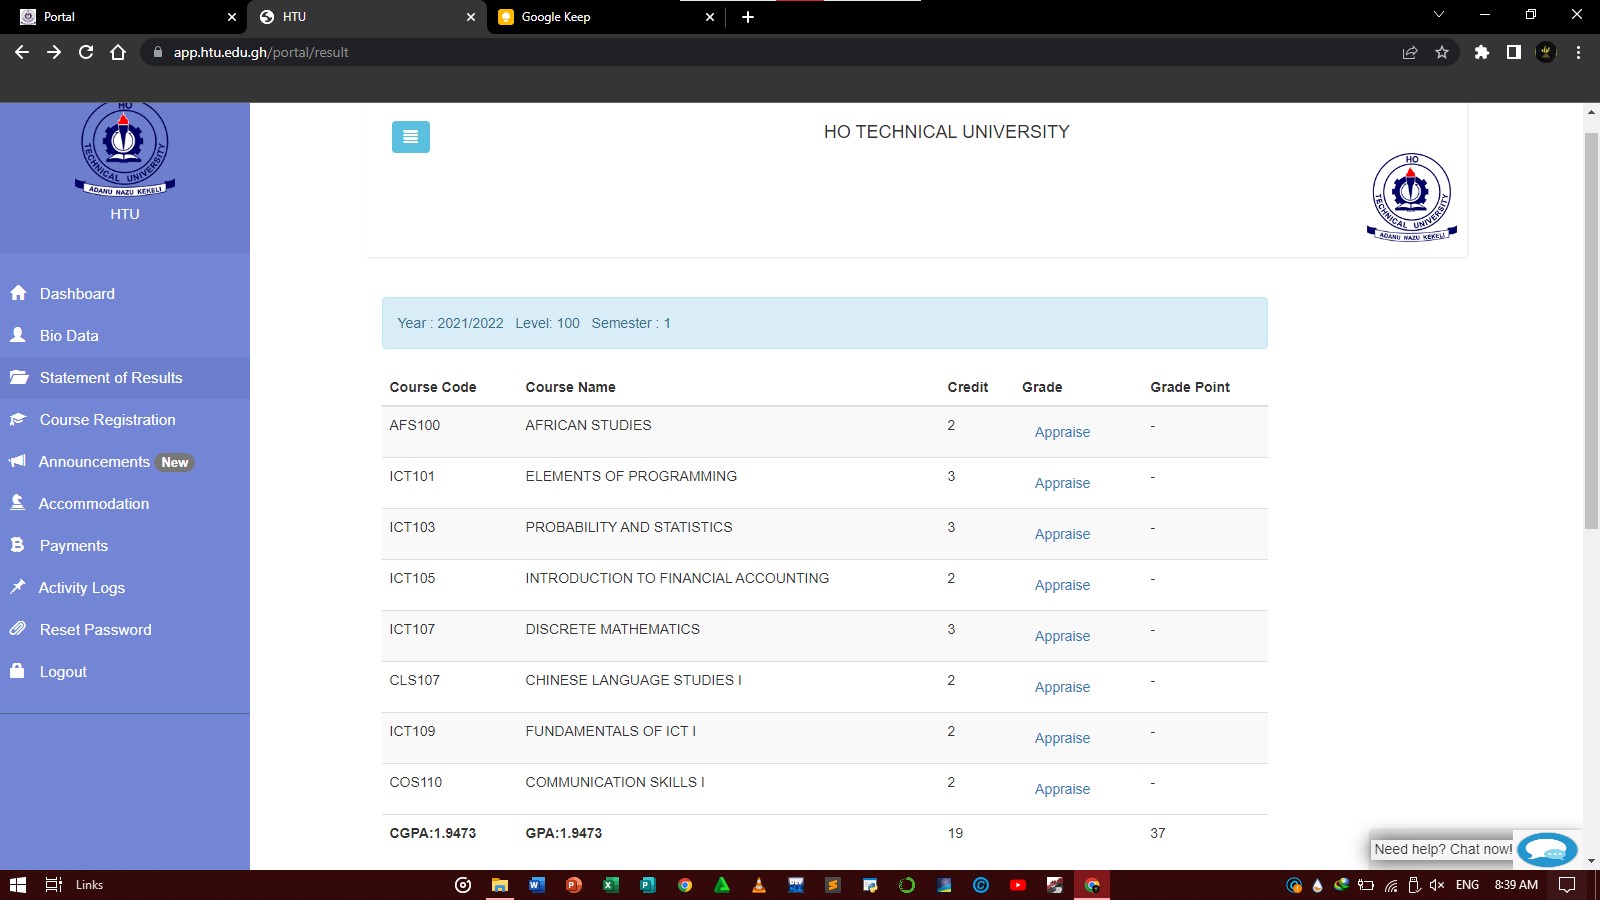 Portal
HTU
Google Keep
app.htu.edu.gh/portal/result
HO
TECHNICAL UNIVERSITY
ADANU NAZU KEKELI
HTU
Dashboard
Bio Data
Statement of Results
Course Registration
Announcements New
Accommodation
Payments
Activity Logs
Reset Password
Logout
HO TECHNICAL UNIVERSITY
HO
TECHNICAL UNIVERSITY
ADANU NAZU KEKELI
Year : 2021/2022 Level: 100 Semester : 1
Course Code Course Name Credit Grade Grade Point
AFS100 AFRICAN STUDIES 2 Appraise -
ICT101 ELEMENTS OF PROGRAMMING 3 Appraise -
ICT103 PROBABILITY AND STATISTICS 3 Appraise -
ICT105 INTRODUCTION TO FINANCIAL ACCOUNTING 2 Appraise -
ICT107 DISCRETE MATHEMATICS 3 Appraise -
CLS107 CHINESE LANGUAGE STUDIES I 2 Appraise -
ICT109 FUNDAMENTALS OF ICT I 2 Appraise -
COS110 COMMUNICATION SKILLS I 2 Appraise -
CGPA:1.9473 GPA:1.9473 19 37
Need help? Chat now!
Links
ENG 8:39 AM